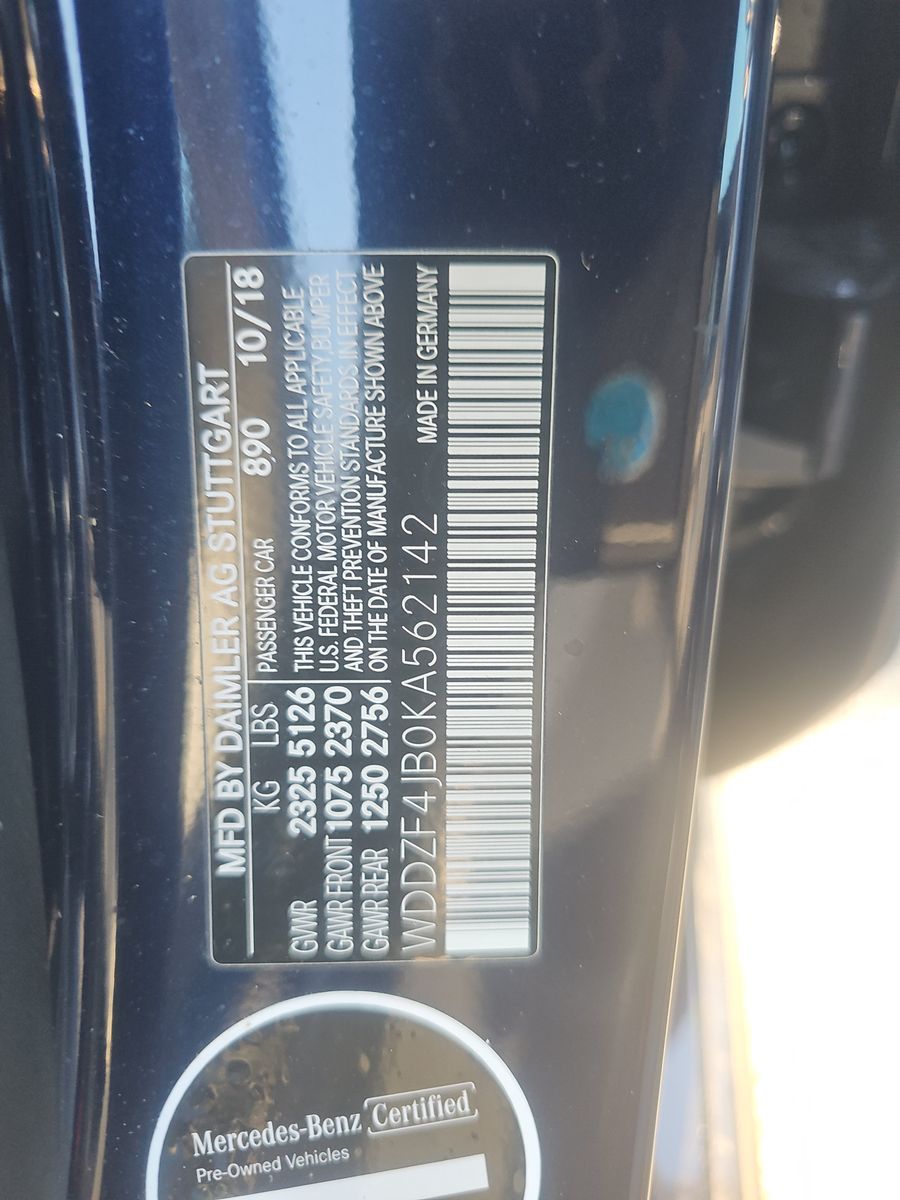 MFD BY DAIMLER AG STUTTGART
KG LBS PASSENGER CAR 890 10/18
GVWR 2325 5126 THIS VEHICLE CONFORMS TO ALL APPLICABLE
U.S. FEDERAL MOTOR VEHICLE SAFETY, BUMPER
GAWR FRONT 1075 2370 AND THEFT PREVENTION STANDARDS IN EFFECT
GAWR REAR 1250 2756 ON THE DATE OF MANUFACTURE SHOWN ABOVE
WDDZF4JB0KA562142 MADE IN GERMANY
Mercedes-Benz Certified
Pre-Owned Vehicles